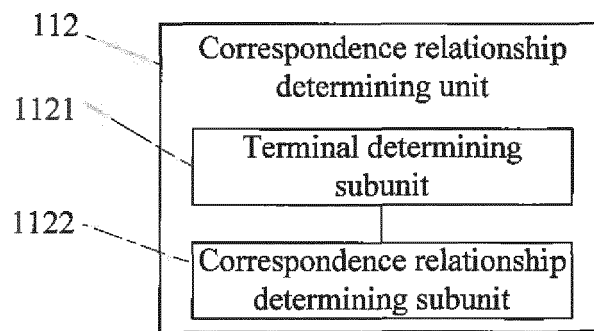 112
Correspondence relationship
determining unit
1121
Terminal determining
subunit
1122
Correspondence relationship
determining subunit